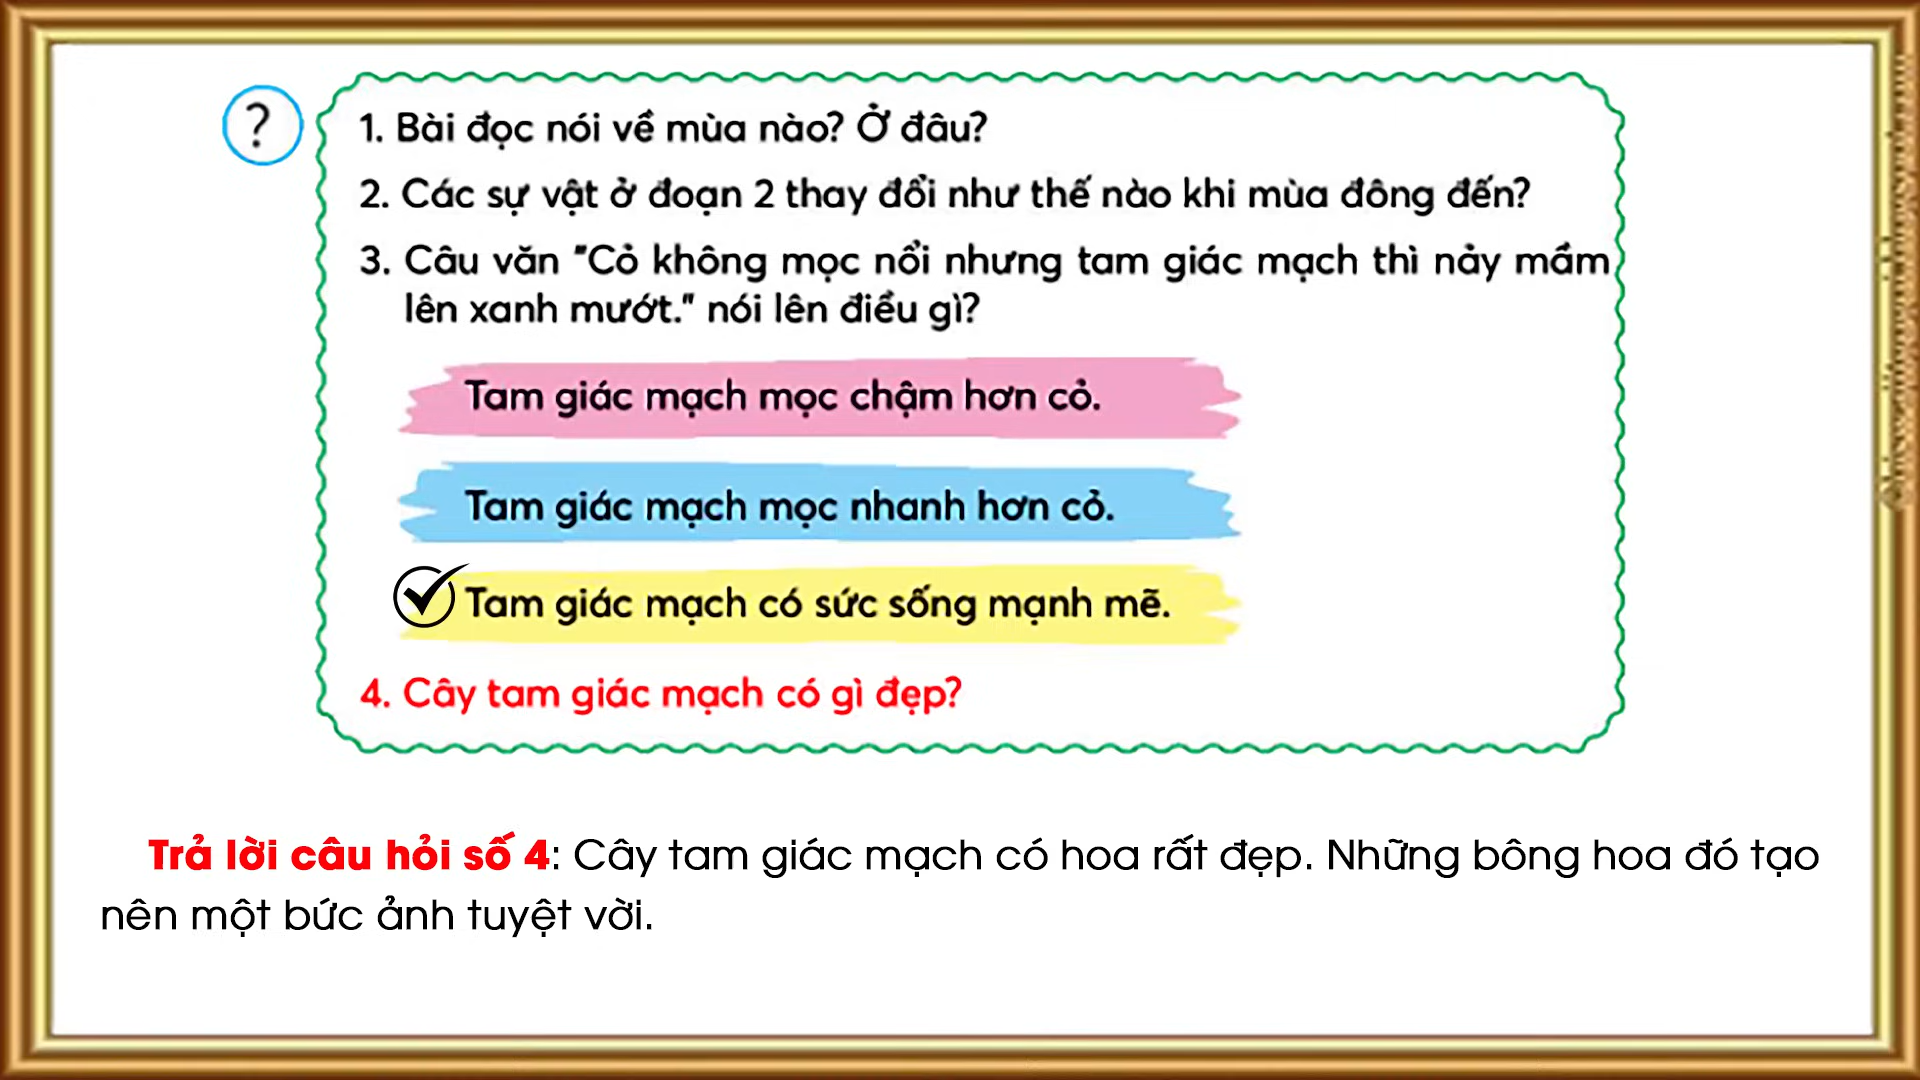 ?
1. Bài đọc nói về mùa nào? Ở đâu?
2. Các sự vật ở đoạn 2 thay đổi như thế nào khi mùa đông đến?
3. Câu văn "Cỏ không mọc nổi nhưng tam giác mạch thì nảy mầm
lên xanh mướt." nói lên điều gì?
Tam giác mạch mọc chậm hơn cỏ.
Tam giác mạch mọc nhanh hơn cỏ.
Tam giác mạch có sức sống mạnh mẽ.
4. Cây tam giác mạch có gì đẹp?
Trả lời câu hỏi số 4: Cây tam giác mạch có hoa rất đẹp. Những bông hoa đó tạo
nên một bức ảnh tuyệt vời.